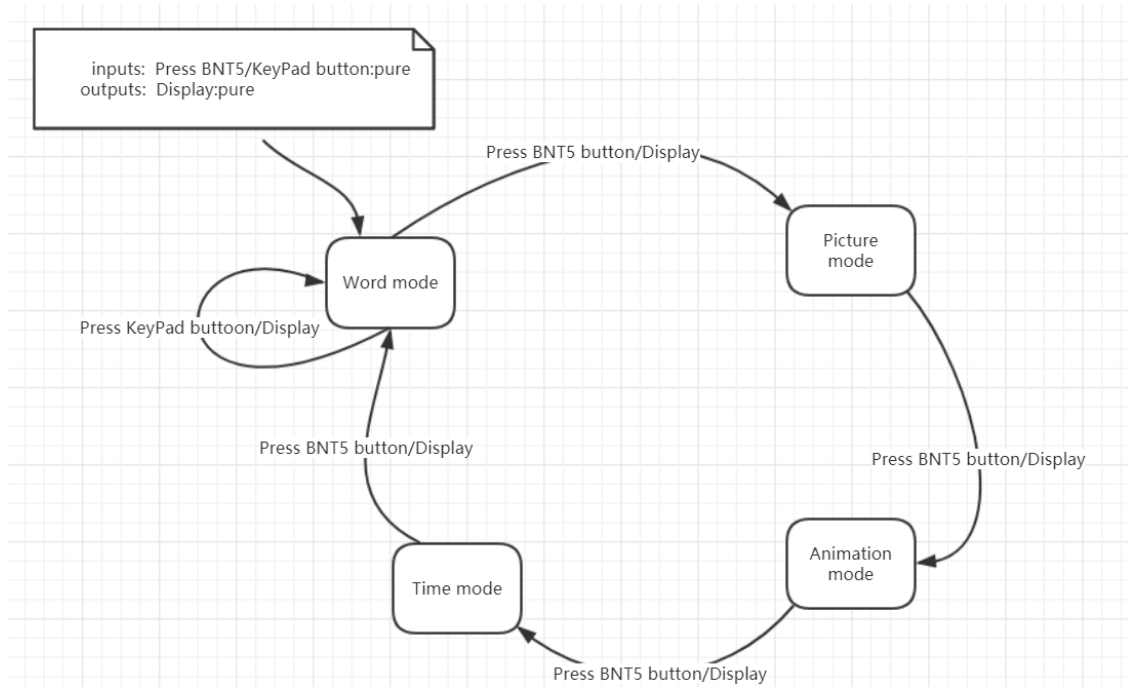 inputs: Press BNT5/KeyPad button:pure
outputs: Display:pure
Press BNT5 button/Display
Picture
mode
Word mode
Press KeyPad buttoon/Display
Press BNT5 button/Display
Press BNT5 button/Display
Animation
mode
Time mode
Press BNT5 button/Display